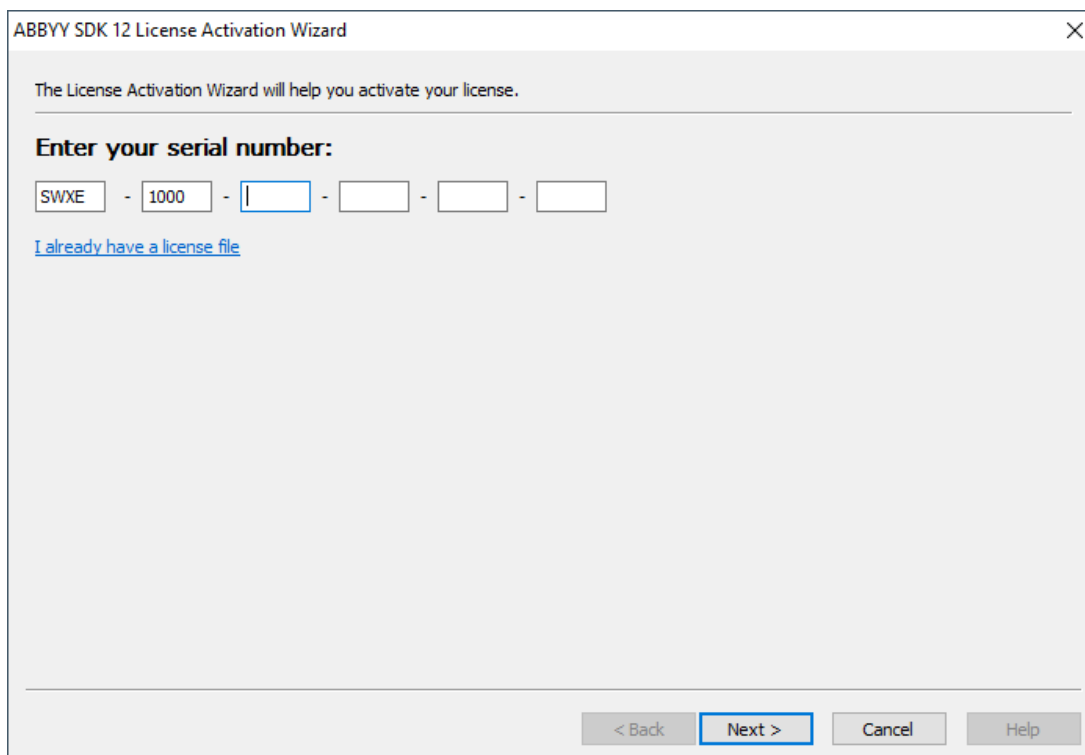 ABBYY SDK 12 License Activation Wizard
The License Activation Wizard will help you activate your license.
Enter your serial number:
SWXE - 1000 - - - -
I already have a license file
< Back Next > Cancel Help